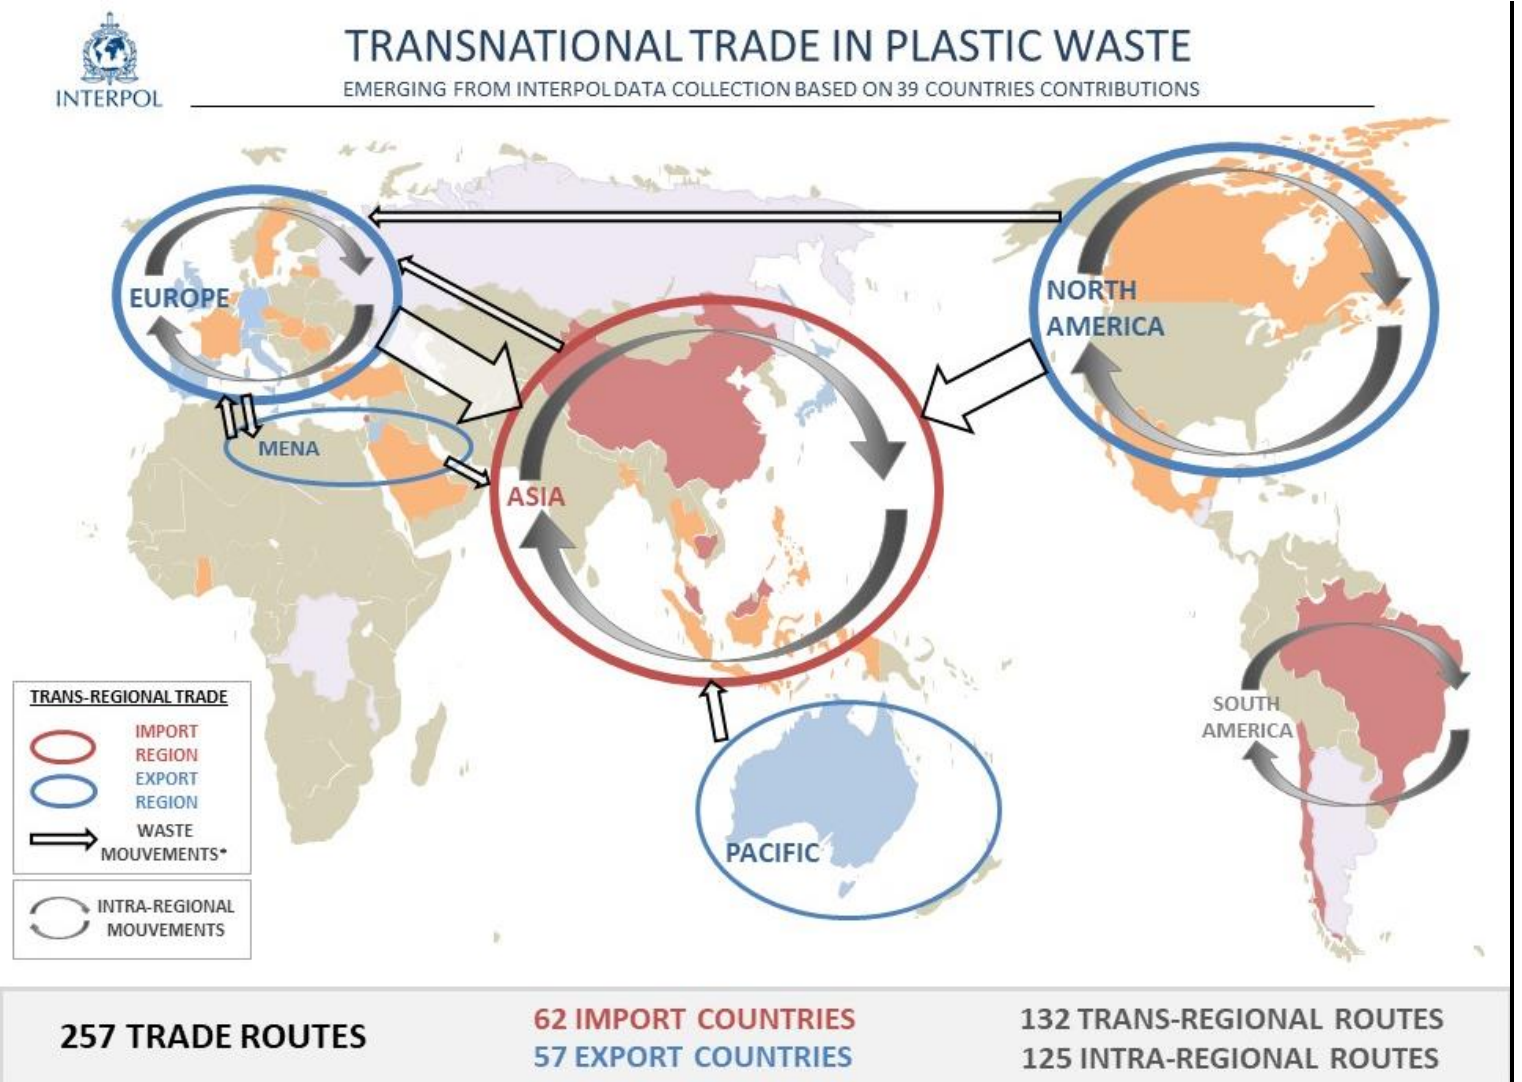 INTERPOL
TRANSNATIONAL TRADE IN PLASTIC WASTE
EMERGING FROM INTERPOL DATA COLLECTION BASED ON 39 COUNTRIES CONTRIBUTIONS
EUROPE
NORTH
AMERICA
MENA
ASIA
SOUTH
AMERICA
PACIFIC
TRANS-REGIONAL TRADE
IMPORT
REGION
EXPORT
REGION
WASTE
MOUVEMENTS*
INTRA-REGIONAL
MOUVEMENTS
257 TRADE ROUTES
62 IMPORT COUNTRIES
57 EXPORT COUNTRIES
132 TRANS-REGIONAL ROUTES
125 INTRA-REGIONAL ROUTES